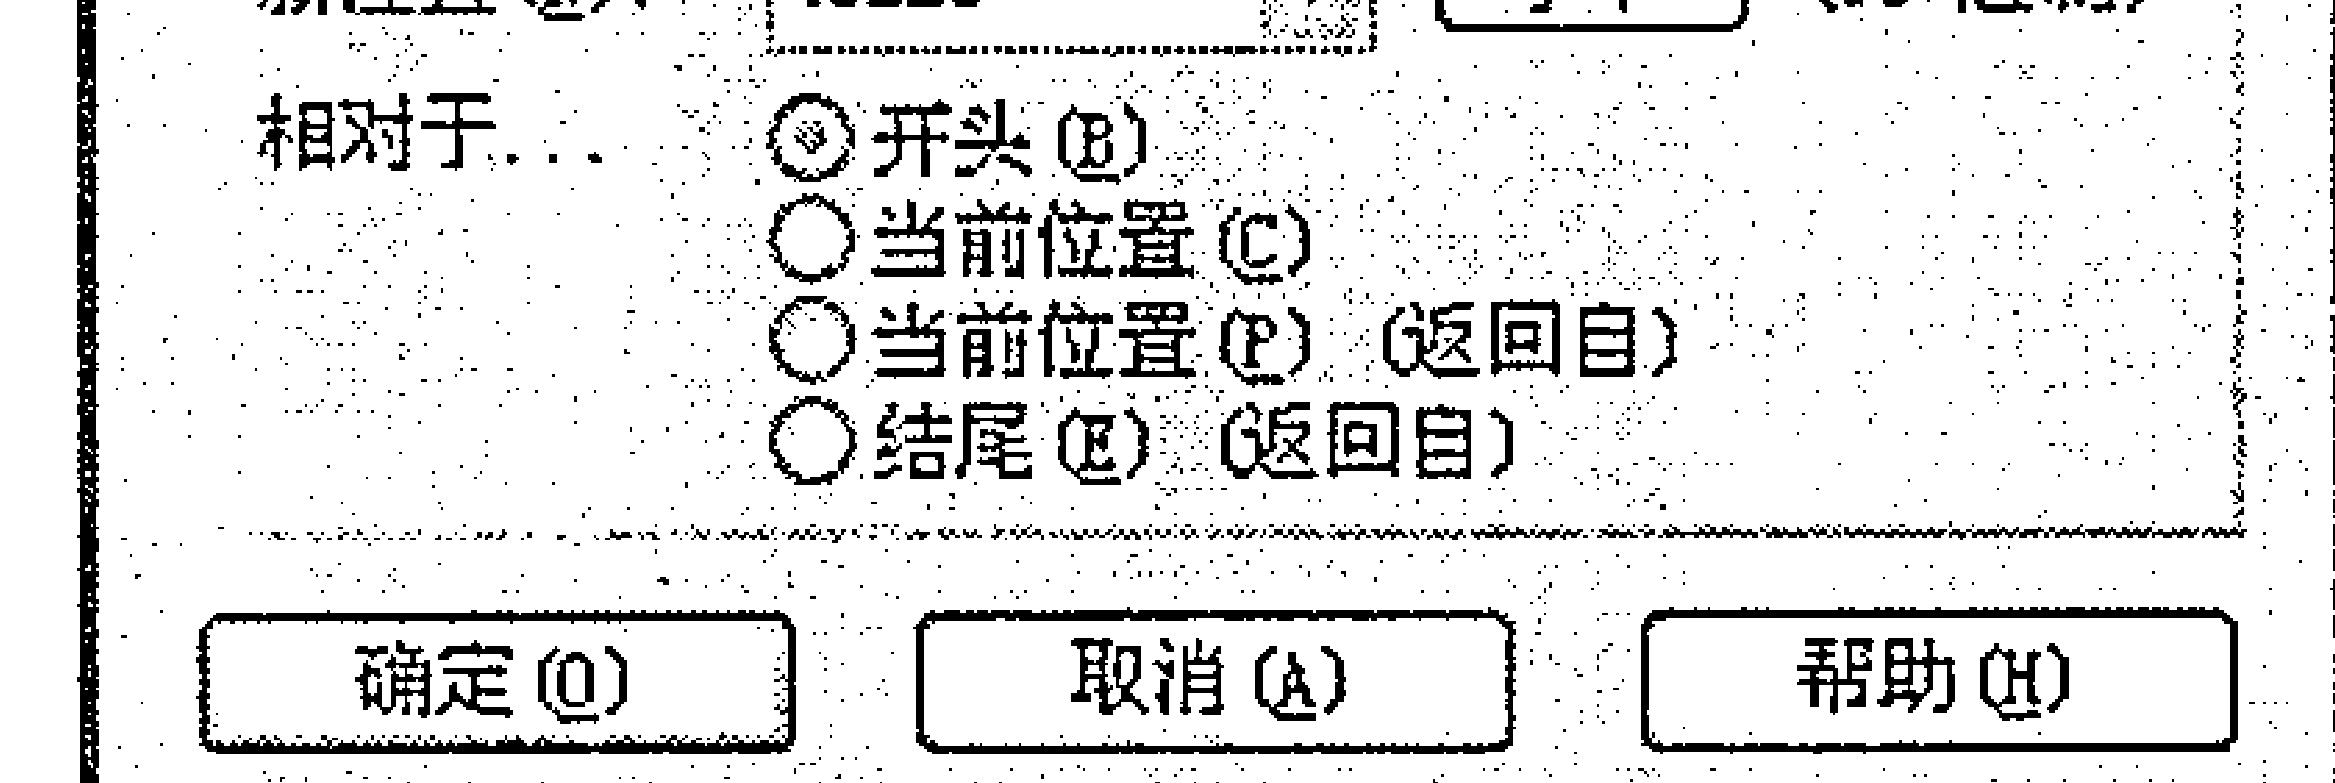 相对于...
开头(B)
当前位置(C)
当前位置(P) (返回自)
结尾(E) (返回自)
确定(O) 取消(A) 帮助(H)